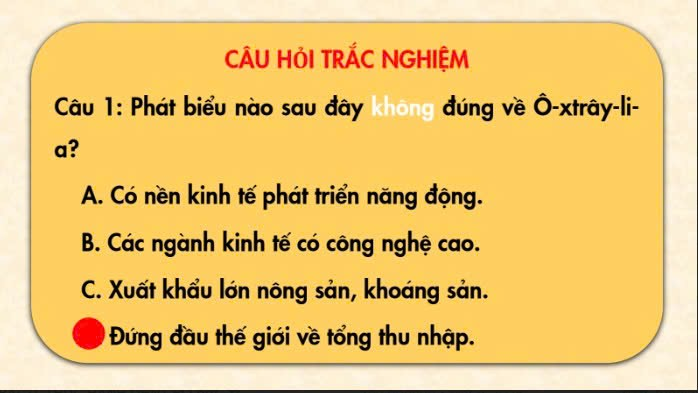 CÂU HỎI TRẮC NGHIỆM
Câu 1: Phát biểu nào sau đây không đúng về Ô-xtrây-li-
a?
A. Có nền kinh tế phát triển năng động.
B. Các ngành kinh tế có công nghệ cao.
C. Xuất khẩu lớn nông sản, khoáng sản.
Đứng đầu thế giới về tổng thu nhập.